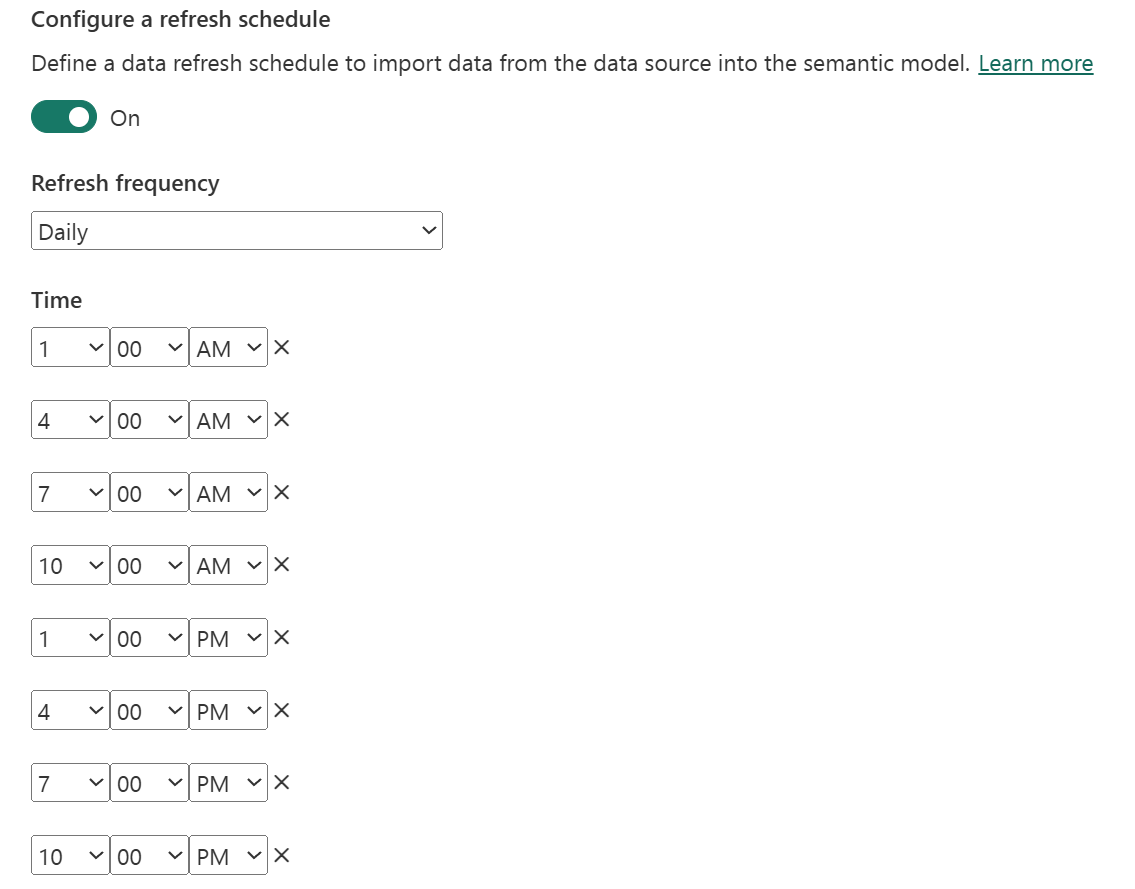 Configure a refresh schedule
Define a data refresh schedule to import data from the data source into the semantic model. Learn more
On
Refresh frequency
Daily
Time
1 00 AM
4 00 AM
7 00 AM
10 00 AM
1 00 PM
4 00 PM
7 00 PM
10 00 PM